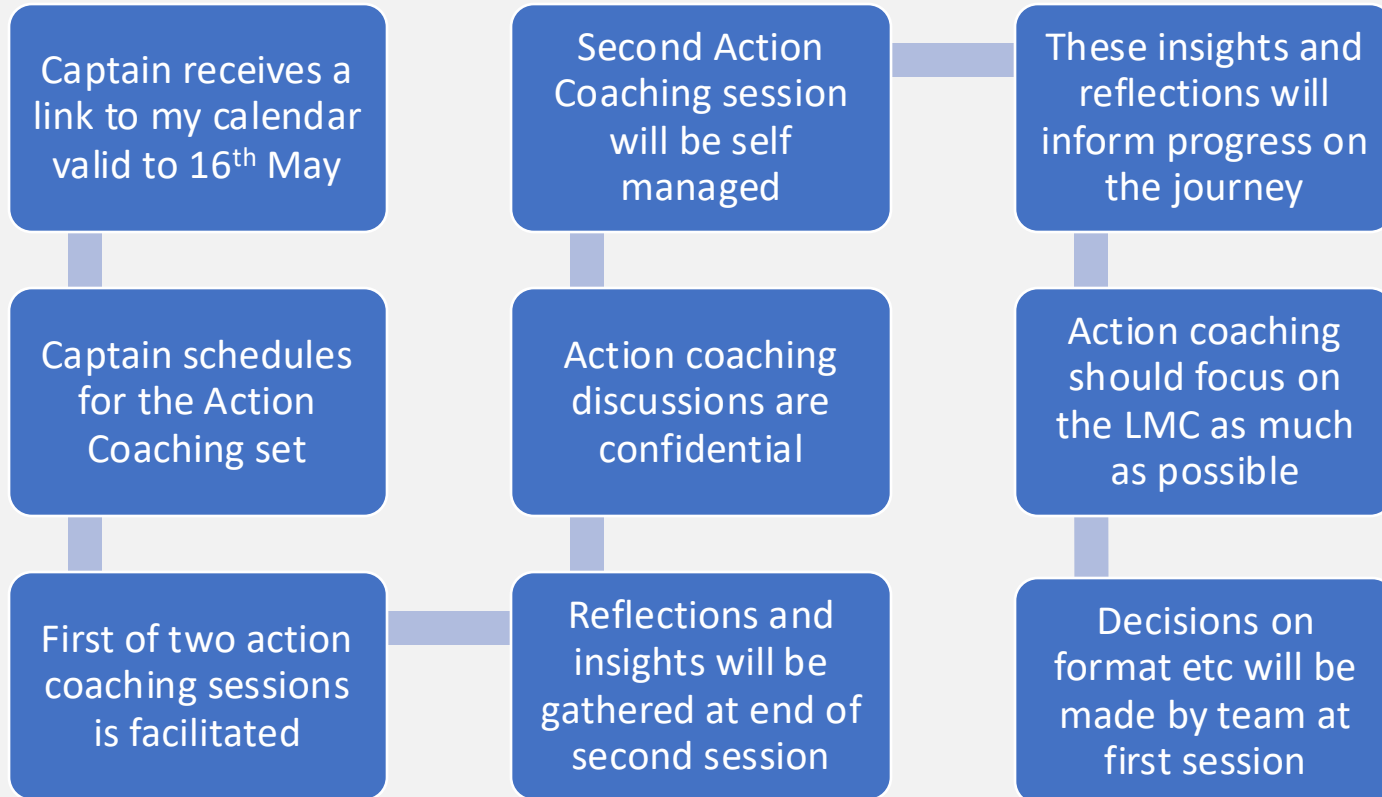 Captain receives a
link to my calendar
valid to 16th May
Captain schedules
for the Action
Coaching set
First of two action
coaching sessions
is facilitated
Reflections and
insights will be
gathered at end of
second session
Action coaching
discussions are
confidential
Second Action
Coaching session
will be self
managed
These insights and
reflections will
inform progress on
the journey
Action coaching
should focus on
the LMC as much
as possible
Decisions on
format etc will be
made by team at
first session